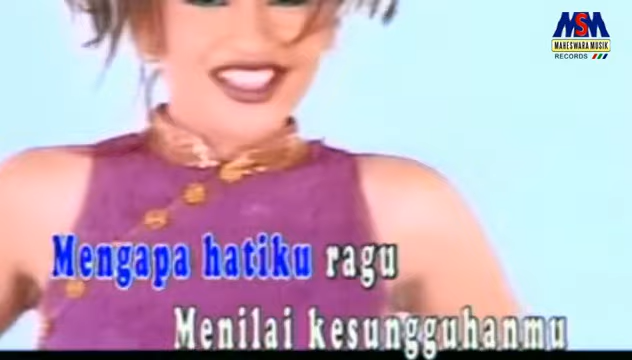 MSM
MAHESWARA MUSIK
RECORDS
Mengapa hatiku ragu
Menilai kesungguhanmu